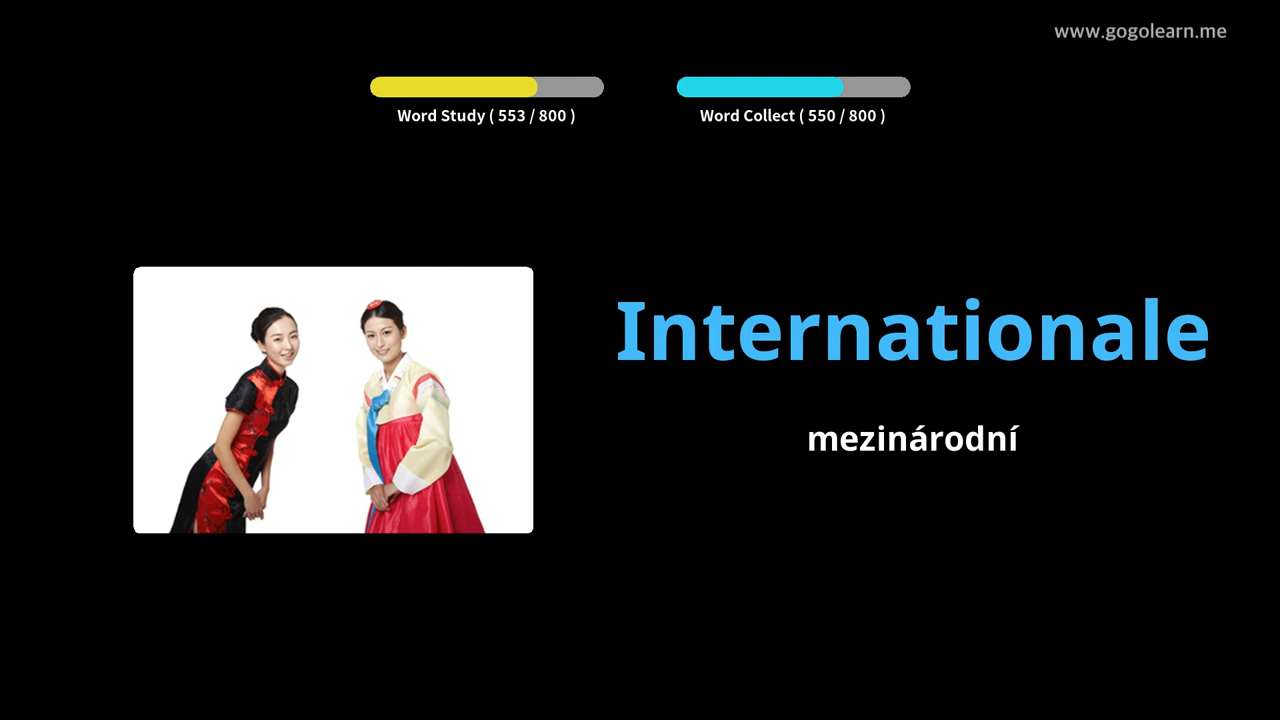 www.gogolearn.me
Word Study ( 553 / 800 )
Word Collect ( 550 / 800 )
Internationale
mezinárodní